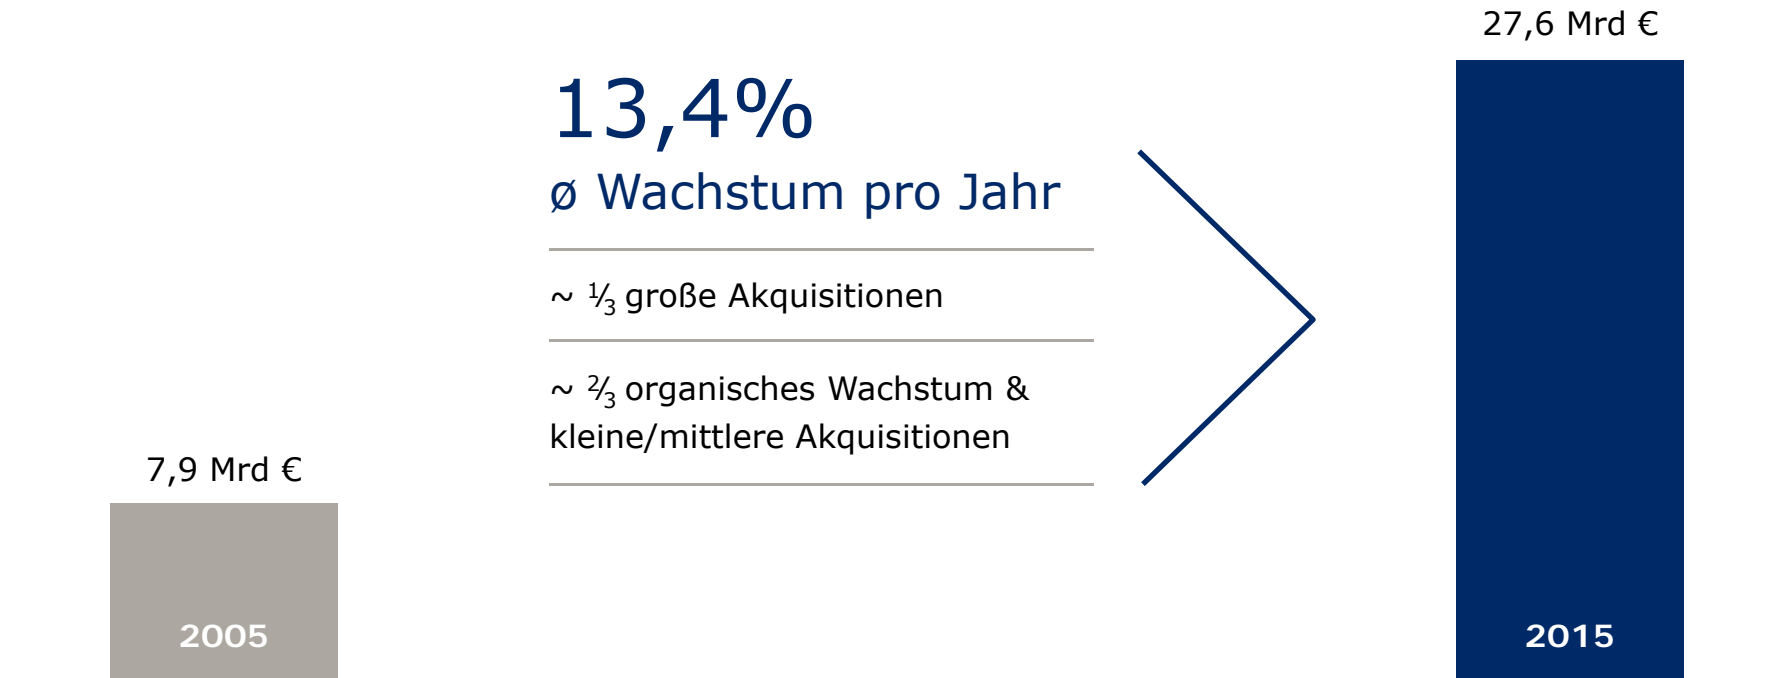 27,6 Mrd €
13,4%
ø Wachstum pro Jahr
~ ⅓ große Akquisitionen
~ ⅔ organisches Wachstum &
kleine/mittlere Akquisitionen
7,9 Mrd €
2005
2015